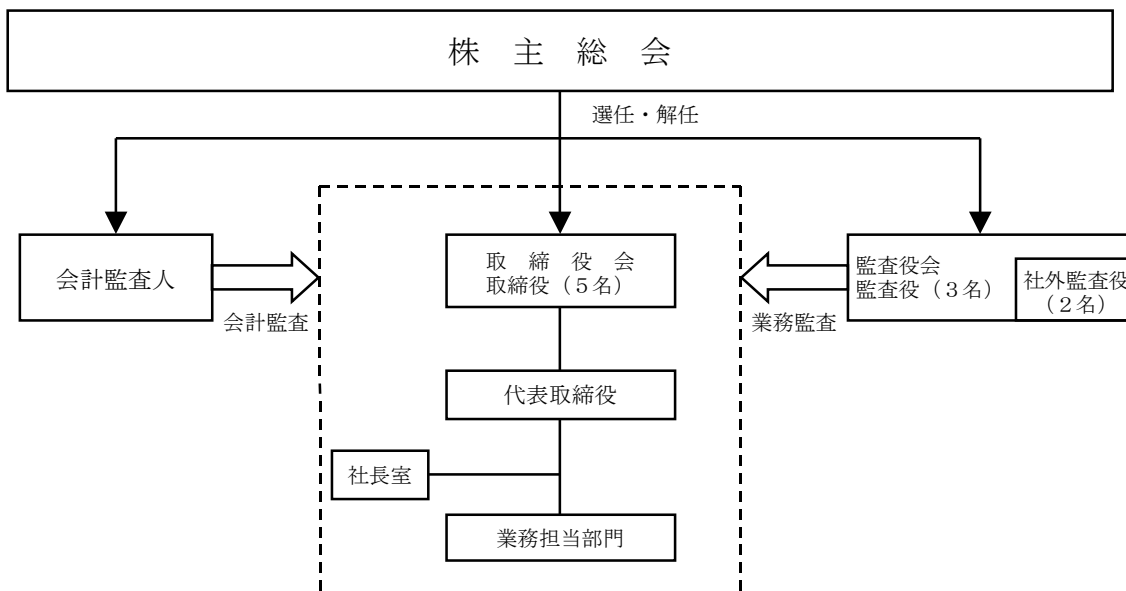 株　主　総　会
選任・解任
会計監査人
取　締　役　会
取締役（５名）
監査役会
監査役（３名）
社外監査役
（２名）
会計監査
業務監査
代表取締役
社長室
業務担当部門